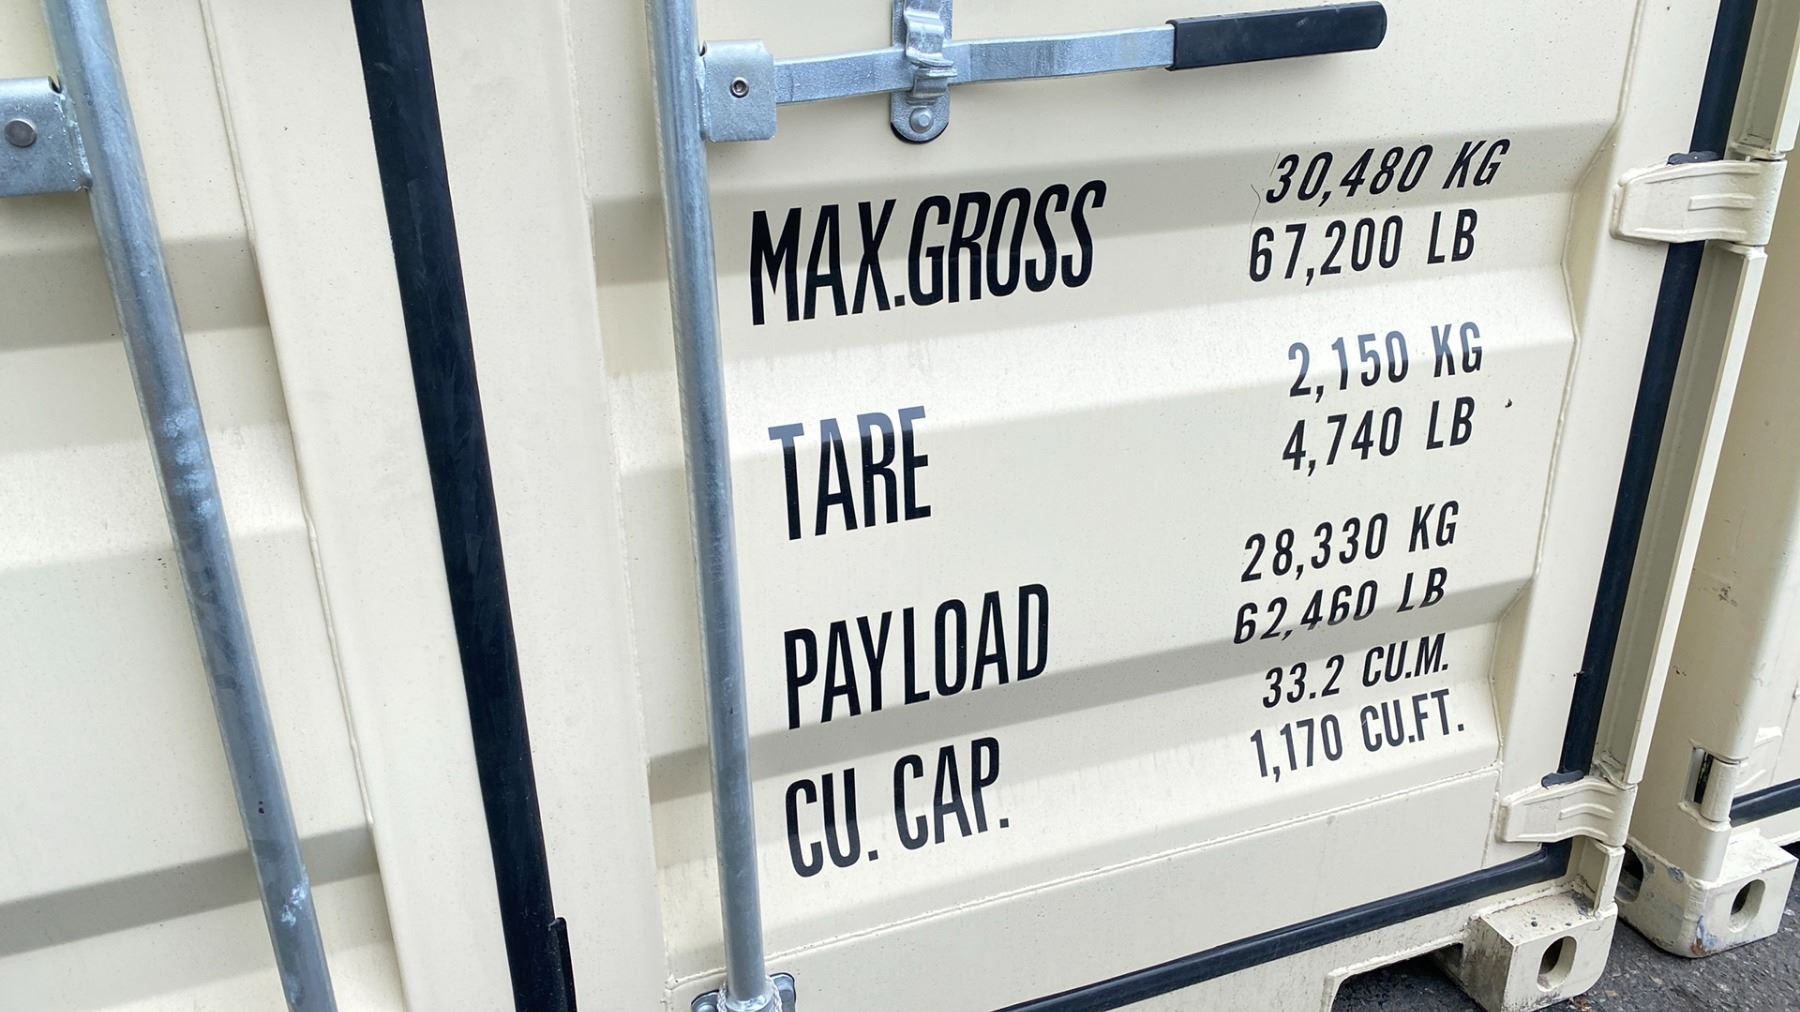 MAX.GROSS 30,480 KG
67,200 LB
TARE 2,150 KG
4,740 LB
PAYLOAD 28,330 KG
62,460 LB
CU. CAP. 33.2 CU.M.
1,170 CU.FT.